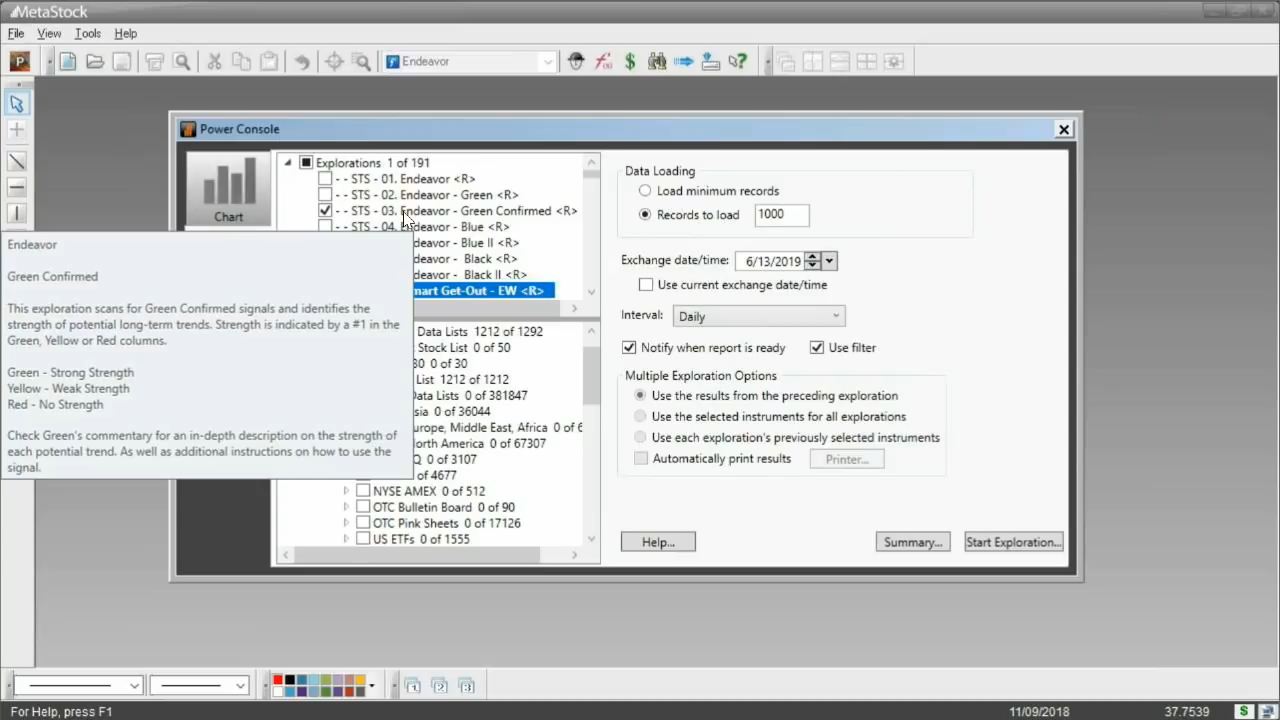 MetaStock
File View Tools Help
Endeavor
Power Console
Chart
Explorations 1 of 191
- - STS - 01. Endeavor <R>
- - STS - 02. Endeavor - Green <R>
- - STS - 03. Endeavor - Green Confirmed <R>
- - STS - 04. Endeavor - Blue <R>
deavor - Blue II <R>
deavor - Black <R>
deavor - Black II <R>
mart Get-Out - EW <R>
Endeavor
Green Confirmed
This exploration scans for Green Confirmed signals and identifies the
strength of potential long-term trends. Strength is indicated by a #1 in the
Green, Yellow or Red columns.
Green - Strong Strength
Yellow - Weak Strength
Red - No Strength
Check Green's commentary for an in-depth description on the strength of
each potential trend. As well as additional instructions on how to use the
signal.
Data Lists 1212 of 1292
Stock List 0 of 50
0 of 30
List 1212 of 1212
ata Lists 0 of 381847
sia 0 of 36044
urope, Middle East, Africa 0 of 6
orth America 0 of 67307
Q 0 of 3107
of 4677
NYSE AMEX 0 of 512
OTC Bulletin Board 0 of 90
OTC Pink Sheets 0 of 17126
US ETFs 0 of 1555
Data Loading
Load minimum records
Records to load 1000
Exchange date/time: 6/13/2019
Use current exchange date/time
Interval: Daily
Notify when report is ready Use filter
Multiple Exploration Options
Use the results from the preceding exploration
Use the selected instruments for all explorations
Use each exploration's previously selected instruments
Automatically print results Printer...
Help... Summary... Start Exploration...
1 2 3
For Help, press F1 11/09/2018 37.7539